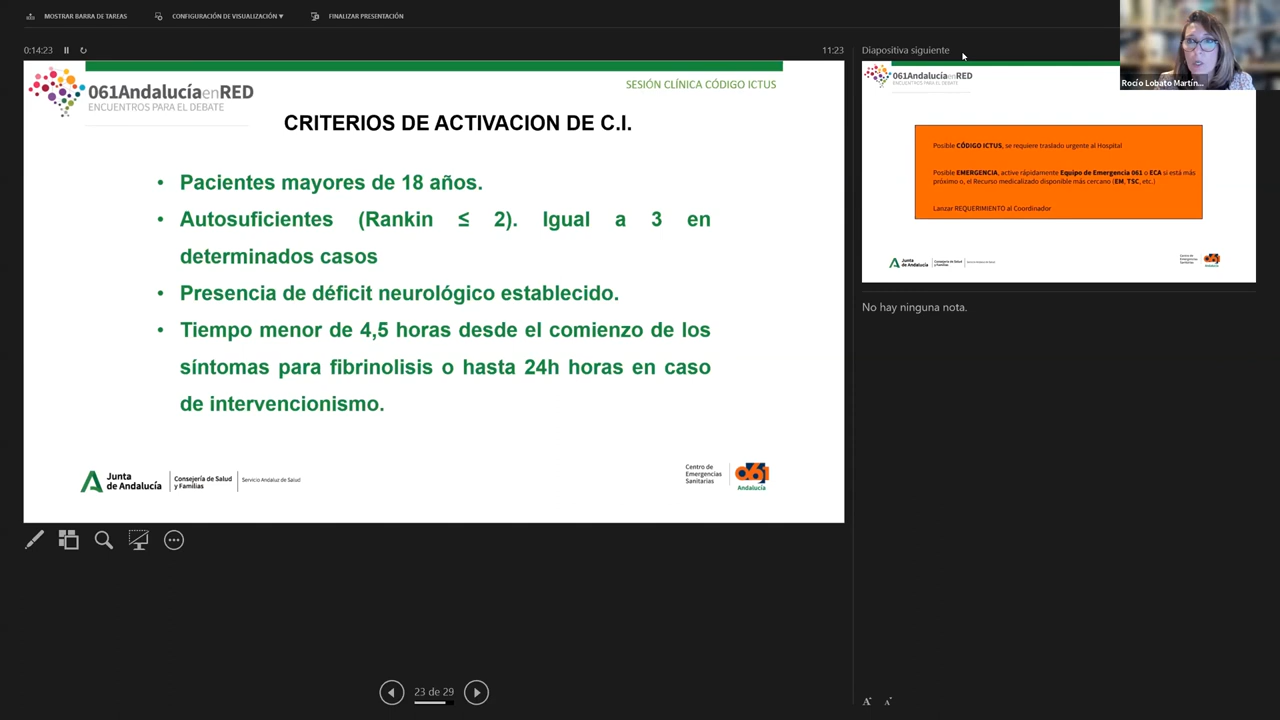 MOSTRAR BARRA DE TAREAS
CONFIGURACIÓN DE VISUALIZACIÓN ▼
FINALIZAR PRESENTACIÓN
0:14:23
11:23
061AndalucíaenRED
ENCUENTROS PARA EL DEBATE
SESIÓN CLÍNICA CÓDIGO ICTUS
CRITERIOS DE ACTIVACION DE C.I.
• Pacientes mayores de 18 años.
• Autosuficientes (Rankin ≤ 2). Igual a 3 en
determinados casos
• Presencia de déficit neurológico establecido.
• Tiempo menor de 4,5 horas desde el comienzo de los
síntomas para fibrinolisis o hasta 24h horas en caso
de intervencionismo.
Junta
de Andalucía
Consejería de Salud
y Familias
Servicio Andaluz de Salud
Centro de
Emergencias
Sanitarias
061
Andalucía
23 de 29
Diapositiva siguiente
Rocío Lobato Martín...
061AndalucíaenRED
ENCUENTROS PARA EL DEBATE
Posible CÓDIGO ICTUS, se requiere traslado urgente al Hospital
Posible EMERGENCIA, active rápidamente Equipo de Emergencia 061 o ECA si está más
próximo o, el Recurso medicalizado disponible más cercano (EM, TSC, etc.)
Lanzar REQUERIMIENTO al Coordinador
Junta
de Andalucía
Consejería de Salud
y Familias
Servicio Andaluz de Salud
Centro de
Emergencias
Sanitarias
061
No hay ninguna nota.
A A